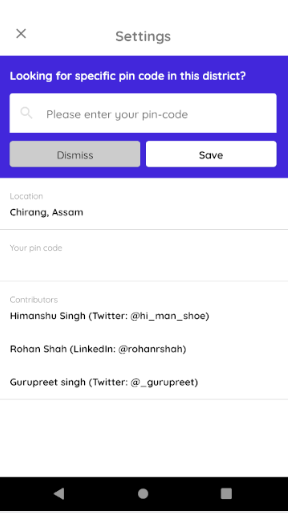 Settings
Looking for specific pin code in this district?
Please enter your pin-code
Dismiss
Save
Location
Chirang, Assam
Your pin code
Contributors
Himanshu Singh (Twitter: @hi_man_shoe)
Rohan Shah (LinkedIn: @rohanrshah)
Gurupreet singh (Twitter: @_gurupreet)